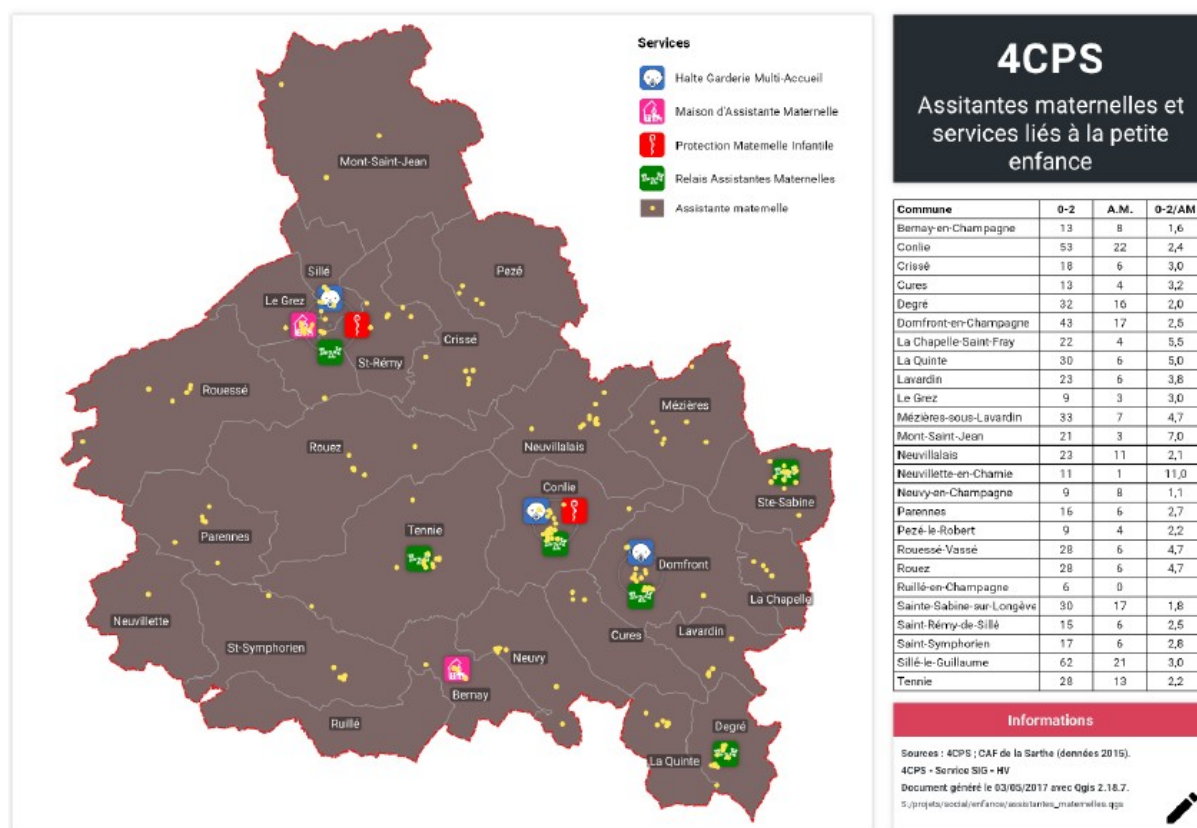 Services
Halte Garderie Multi-Accueil
Maison d'Assistante Maternelle
Protection Maternelle Infantile
Relais Assistantes Maternelles
Assistante maternelle
Mont-Saint-Jean
Sillé
Pezé
Le Grez
Crissé
St-Rémy
Rouessé
Mézières
Rouez
Neuvillalais
Conlie
Ste-Sabine
Tennie
Parennes
Domfront
La Chapelle
Neuvillette
Cures
Lavardin
St-Symphorien
Neuvy
Bernay
Ruillé
Degré
La Quinte
4CPS
Assitantes maternelles et
services liés à la petite
enfance
Commune 0-2 A.M. 0-2/AM
Bernay-en-Champagne 13 8 1,6
Conlie 53 22 2,4
Crissé 18 6 3,0
Cures 13 4 3,2
Degré 32 16 2,0
Domfront-en-Champagne 43 17 2,5
La Chapelle-Saint-Fray 22 4 5,5
La Quinte 30 6 5,0
Lavardin 23 6 3,8
Le Grez 9 3 3,0
Mézières-sous-Lavardin 33 7 4,7
Mont-Saint-Jean 21 3 7,0
Neuvillalais 23 11 2,1
Neuvillette-en-Charnie 11 1 11,0
Neuvy-en-Champagne 9 8 1,1
Parennes 16 6 2,7
Pezé-le-Robert 9 4 2,2
Rouessé-Vassé 28 6 4,7
Rouez 28 6 4,7
Ruillé-en-Champagne 6 0
Sainte-Sabine-sur-Longève 30 17 1,8
Saint-Rémy-de-Sillé 15 6 2,5
Saint-Symphorien 17 6 2,8
Sillé-le-Guillaume 62 21 3,0
Tennie 28 13 2,2
Informations
Sources : 4CPS ; CAF de la Sarthe (données 2015).
4CPS - Service SIG - HV
Document généré le 03/05/2017 avec Qgis 2.18.7.
S:/projets/social/enfance/assistantes_maternelles.qgs